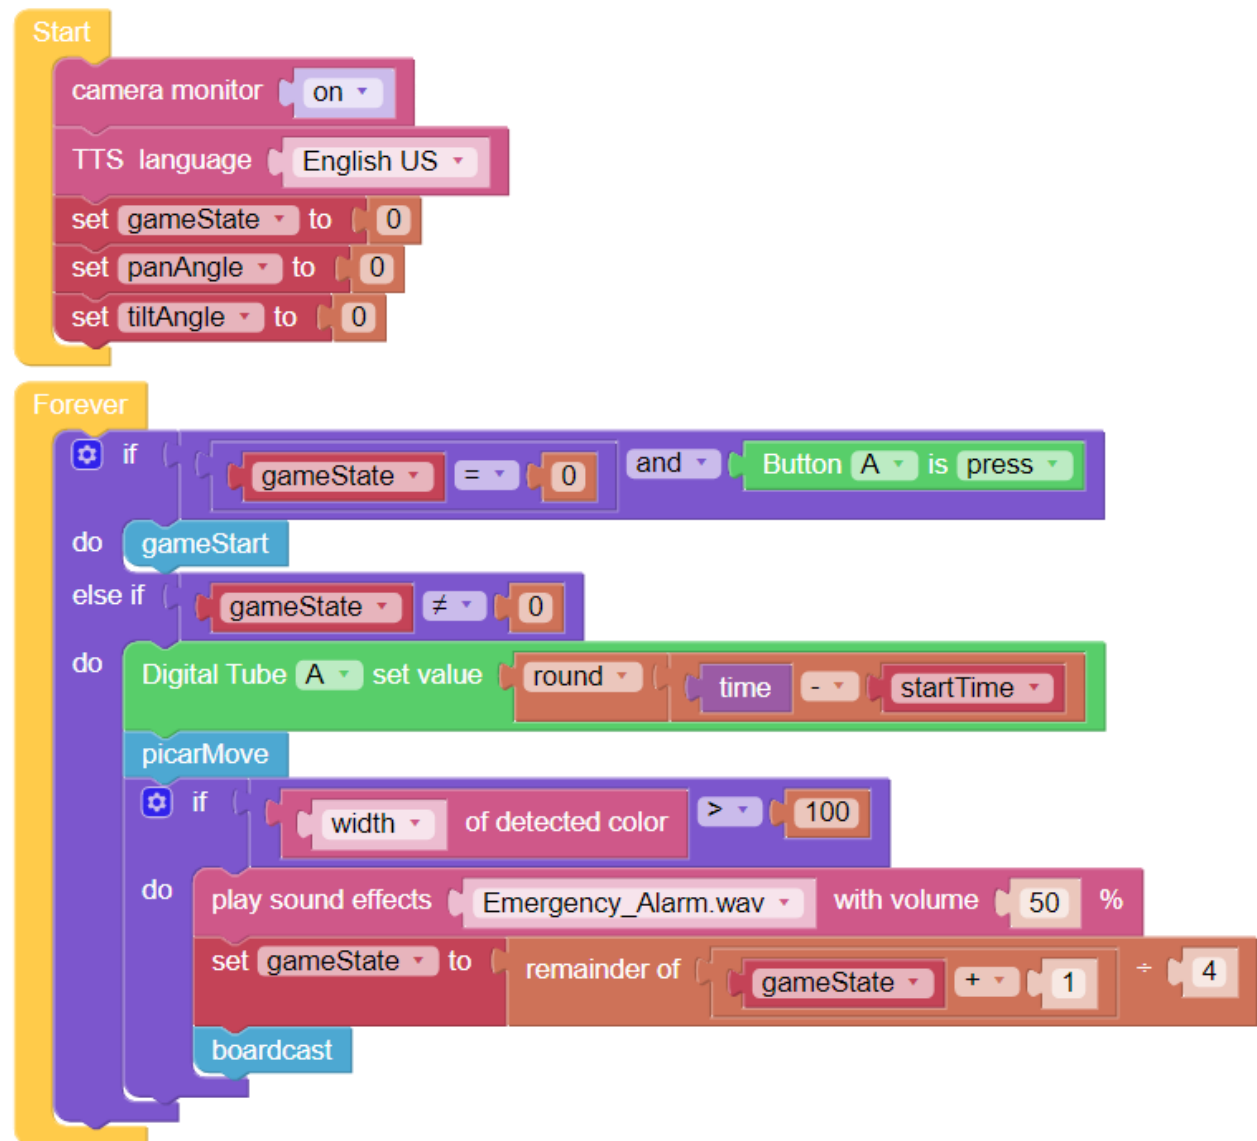 Start
camera monitor on
TTS language English US
set gameState to 0
set panAngle to 0
set tiltAngle to 0
Forever
if gameState = 0 and Button A is press
do gameStart
else if gameState ≠ 0
do Digital Tube A set value round time - startTime
picarMove
if width of detected color > 100
do play sound effects Emergency_Alarm.wav with volume 50 %
set gameState to remainder of gameState + 1 ÷ 4
boardcast